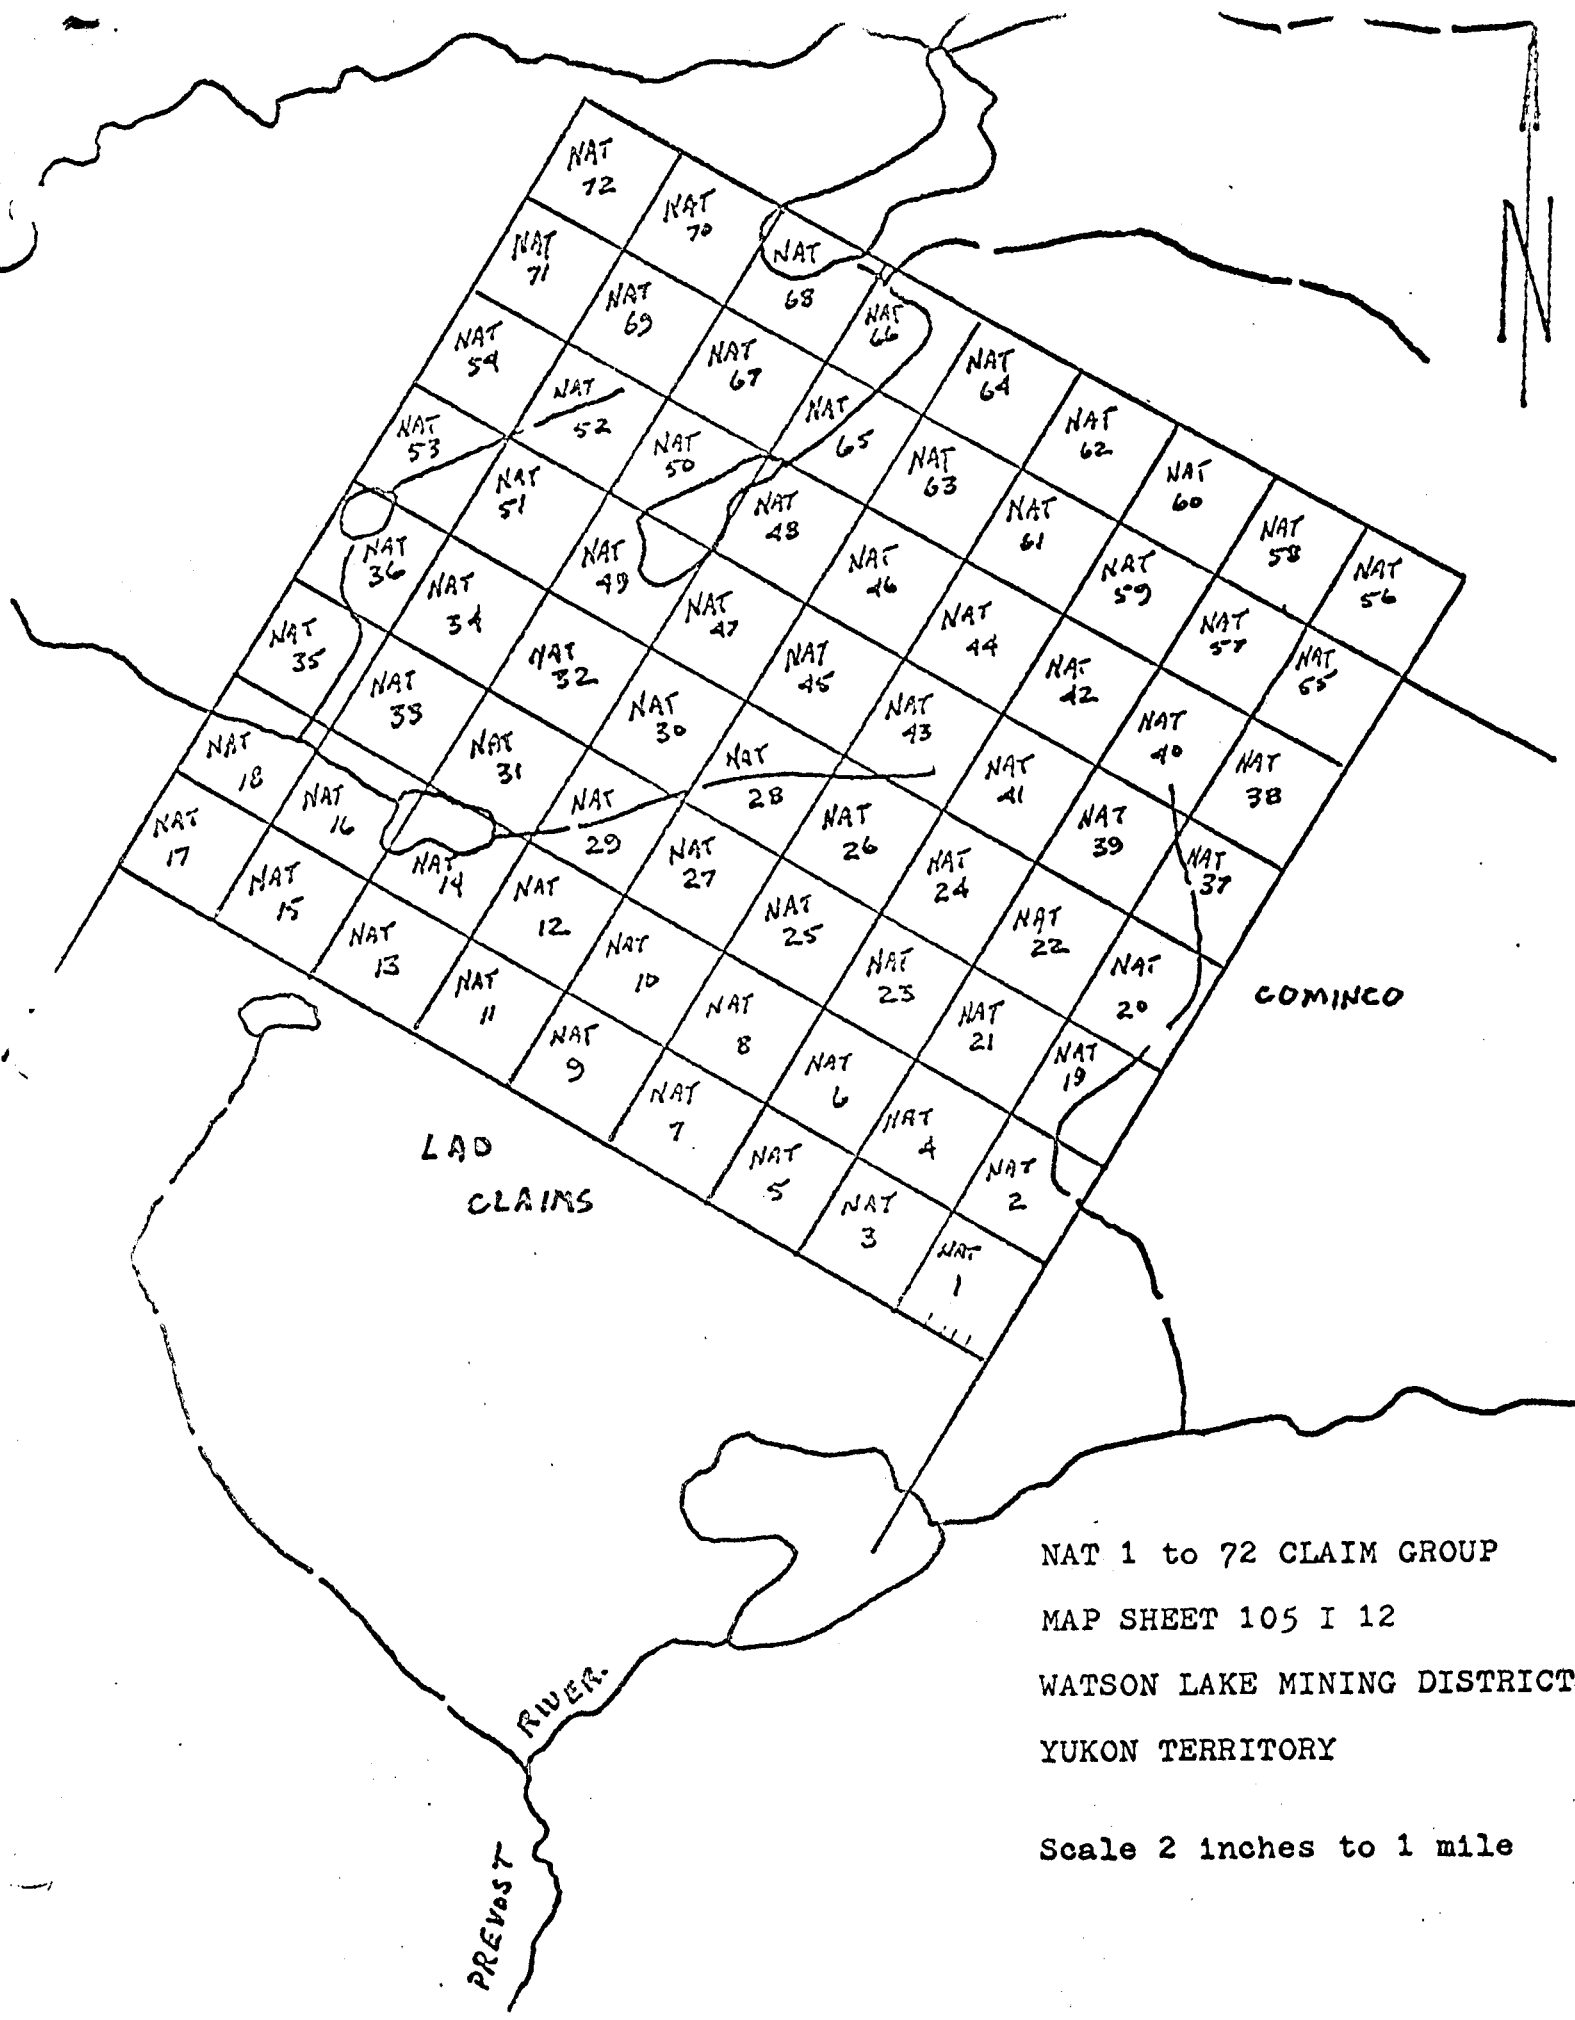 N
NAT
72
NAT
70
NAT
68
NAT
66
NAT
64
NAT
62
NAT
60
NAT
58
NAT
56
NAT
71
NAT
69
NAT
67
NAT
65
NAT
63
NAT
61
NAT
59
NAT
57
NAT
55
NAT
54
NAT
52
NAT
50
NAT
48
NAT
46
NAT
44
NAT
42
NAT
40
NAT
38
NAT
53
NAT
51
NAT
49
NAT
47
NAT
45
NAT
43
NAT
41
NAT
39
NAT
37
NAT
36
NAT
34
NAT
32
NAT
30
NAT
28
NAT
26
NAT
24
NAT
22
NAT
20
NAT
35
NAT
33
NAT
31
NAT
29
NAT
27
NAT
25
NAT
23
NAT
21
NAT
19
NAT
18
NAT
16
NAT
14
NAT
12
NAT
10
NAT
8
NAT
6
NAT
4
NAT
2
NAT
17
NAT
15
NAT
13
NAT
11
NAT
9
NAT
7
NAT
5
NAT
3
NAT
1
COMINCO
LAD
CLAIMS
PREVOST
RIVER.
NAT 1 to 72 CLAIM GROUP
MAP SHEET 105 I 12
WATSON LAKE MINING DISTRICT
YUKON TERRITORY
Scale 2 inches to 1 mile